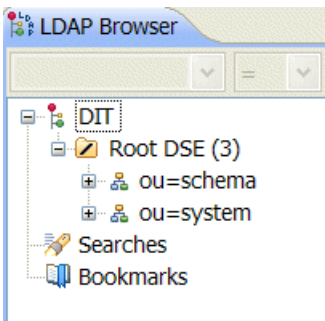 LDAP Browser
=
DIT
Root DSE (3)
ou=schema
ou=system
Searches
Bookmarks